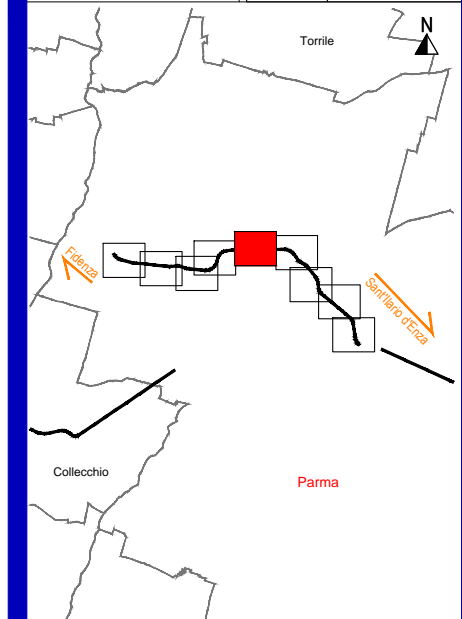 N
Torrile
Fidenza
Sant'Ilario d'Enza
Collecchio
Parma